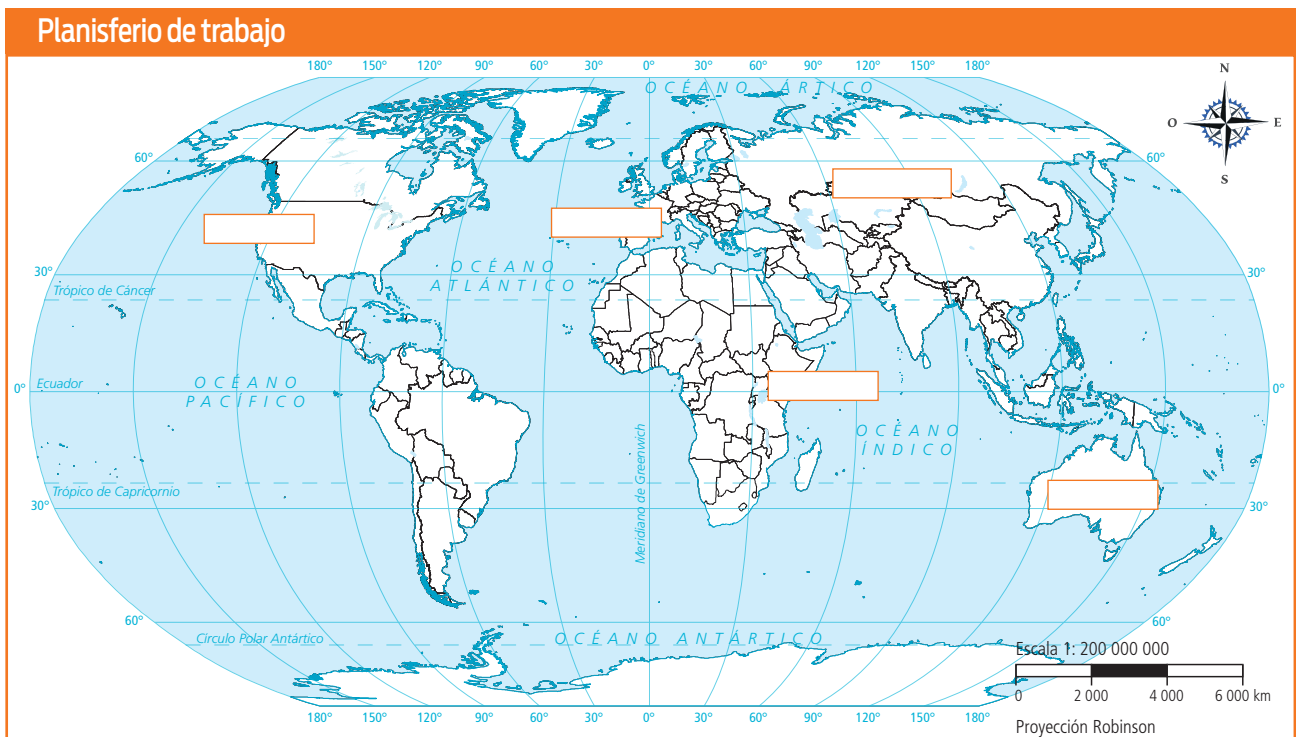 Planisferio de trabajo
180° 150° 120° 90° 60° 30° 0° 30° 60° 90° 120° 150° 180°
OCÉANO ÁRTICO
N
O E
S
60° 60°
OCÉANO
ATLÁNTICO
30° 30°
Trópico de Cáncer
Ecuador
0° 0°
OCÉANO
PACÍFICO
OCÉANO
ÍNDICO
Meridiano de Greenwich
Trópico de Capricornio
30° 30°
60° 60°
Círculo Polar Antártico
OCÉANO ANTÁRTICO
Escala 1: 200 000 000
0 2 000 4 000 6 000 km
Proyección Robinson
180° 150° 120° 90° 60° 30° 0° 30° 60° 90° 120° 150° 180°